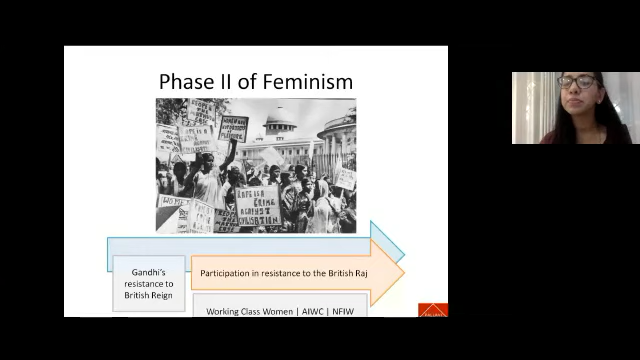 Phase II of Feminism
RAPE IS A
CRIME
AGAINST
CIVILISATION
Gandhi's
resistance to
British Reign
Participation in resistance to the British Raj
Working Class Women | AIWC | NFIW